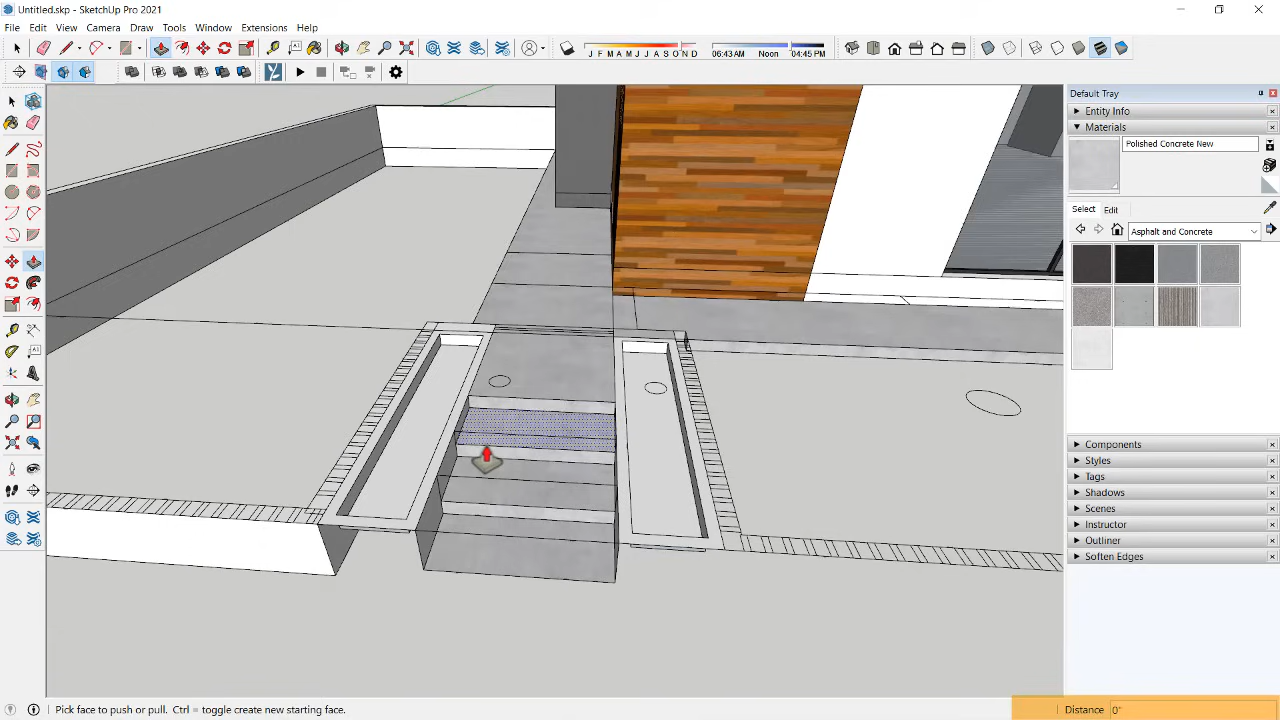 Untitled.skp - SketchUp Pro 2021
File Edit View Camera Draw Tools Window Extensions Help
J F M A M J J A S O N D
06:43 AM Noon 04:45 PM
Default Tray
Entity Info
Materials
Polished Concrete New
Select Edit
Asphalt and Concrete
Components
Styles
Tags
Shadows
Scenes
Instructor
Outliner
Soften Edges
Pick face to push or pull. Ctrl = toggle create new starting face.
Distance 0"